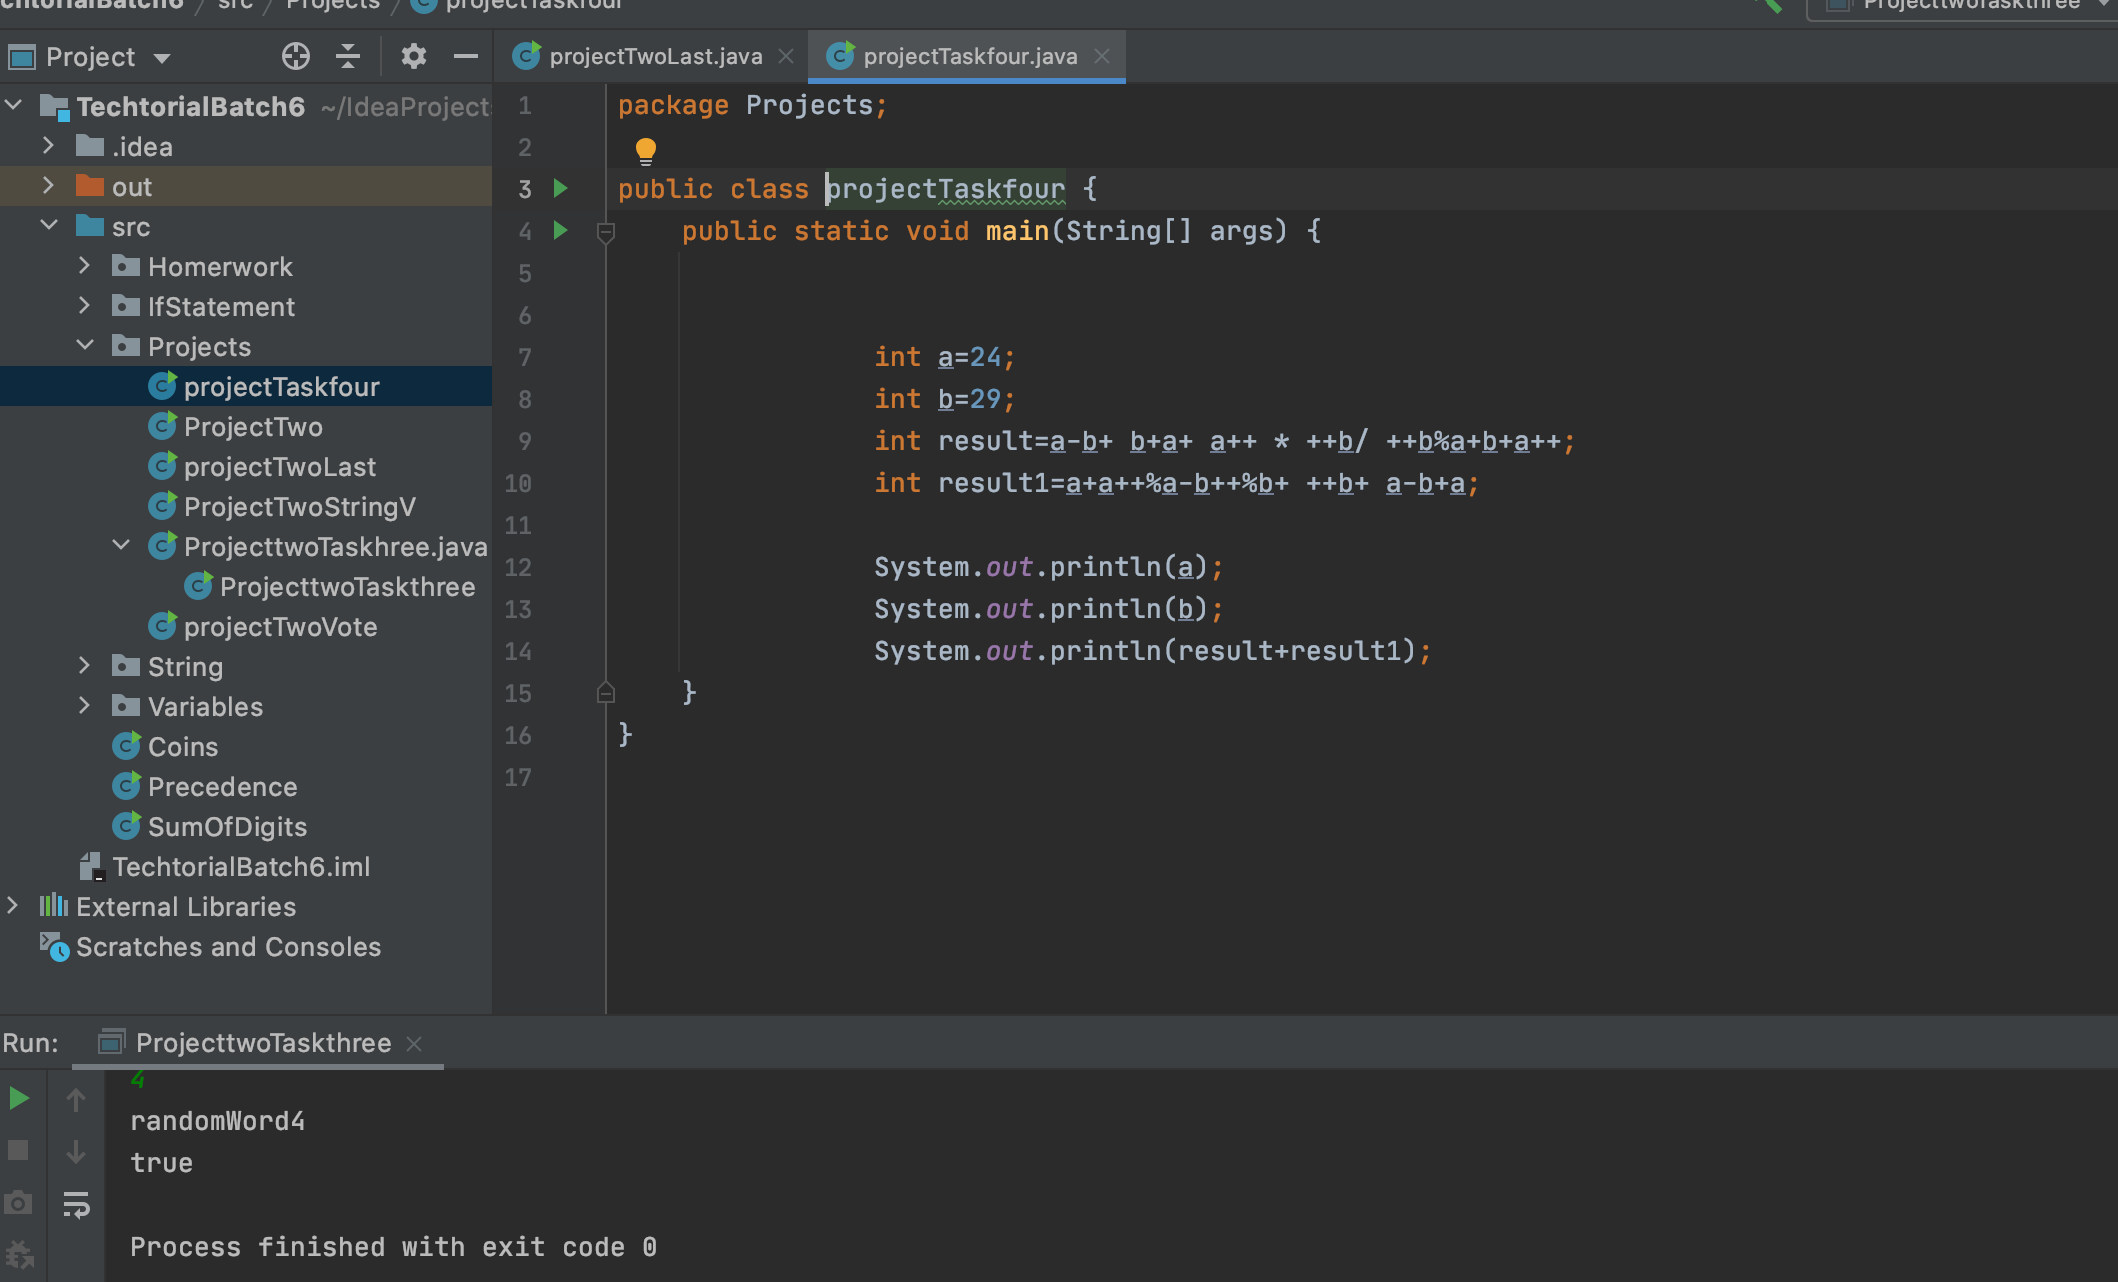 src / Projects / projectTaskfour
ProjecttwoTaskthree
Project
projectTwoLast.java
projectTaskfour.java
TechtorialBatch6 ~/IdeaProject
.idea
out
src
Homerwork
IfStatement
Projects
projectTaskfour
ProjectTwo
projectTwoLast
ProjectTwoStringV
ProjecttwoTaskhree.java
ProjecttwoTaskthree
projectTwoVote
String
Variables
Coins
Precedence
SumOfDigits
TechtorialBatch6.iml
External Libraries
Scratches and Consoles
1 package Projects;
2
3 public class projectTaskfour {
4 public static void main(String[] args) {
5
6
7 int a=24;
8 int b=29;
9 int result=a-b+ b+a+ a++ * ++b/ ++b%a+b+a++;
10 int result1=a+a++%a-b++%b+ ++b+ a-b+a;
11
12 System.out.println(a);
13 System.out.println(b);
14 System.out.println(result+result1);
15 }
16 }
17
Run: ProjecttwoTaskthree
4
randomWord4
true
Process finished with exit code 0